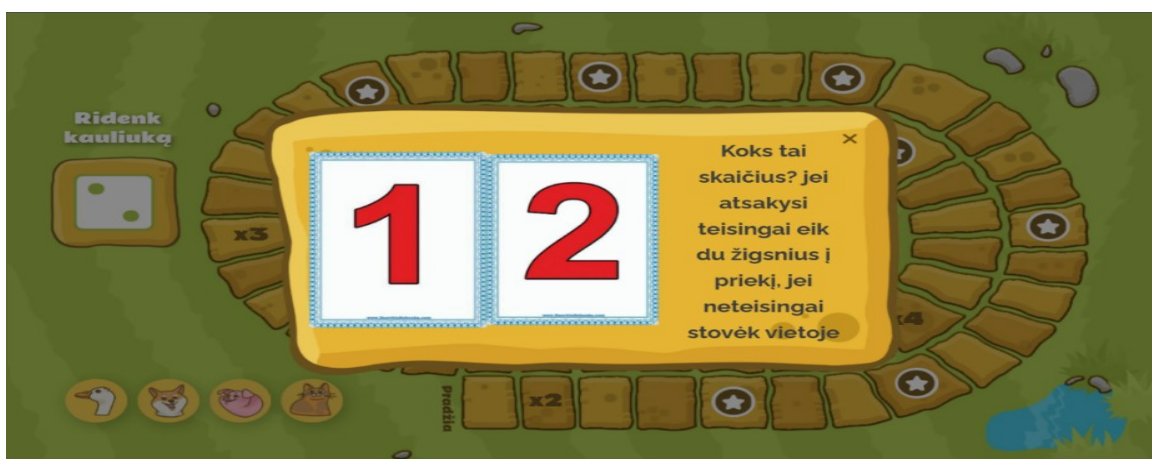 Ridenk
kauliuką
1 2
Koks tai
skaičius? jei
atsakysi
teisingai eik
du žigsnius į
priekį, jei
neteisingai
stovėk vietoje
x3
x4
Pradžia
x2